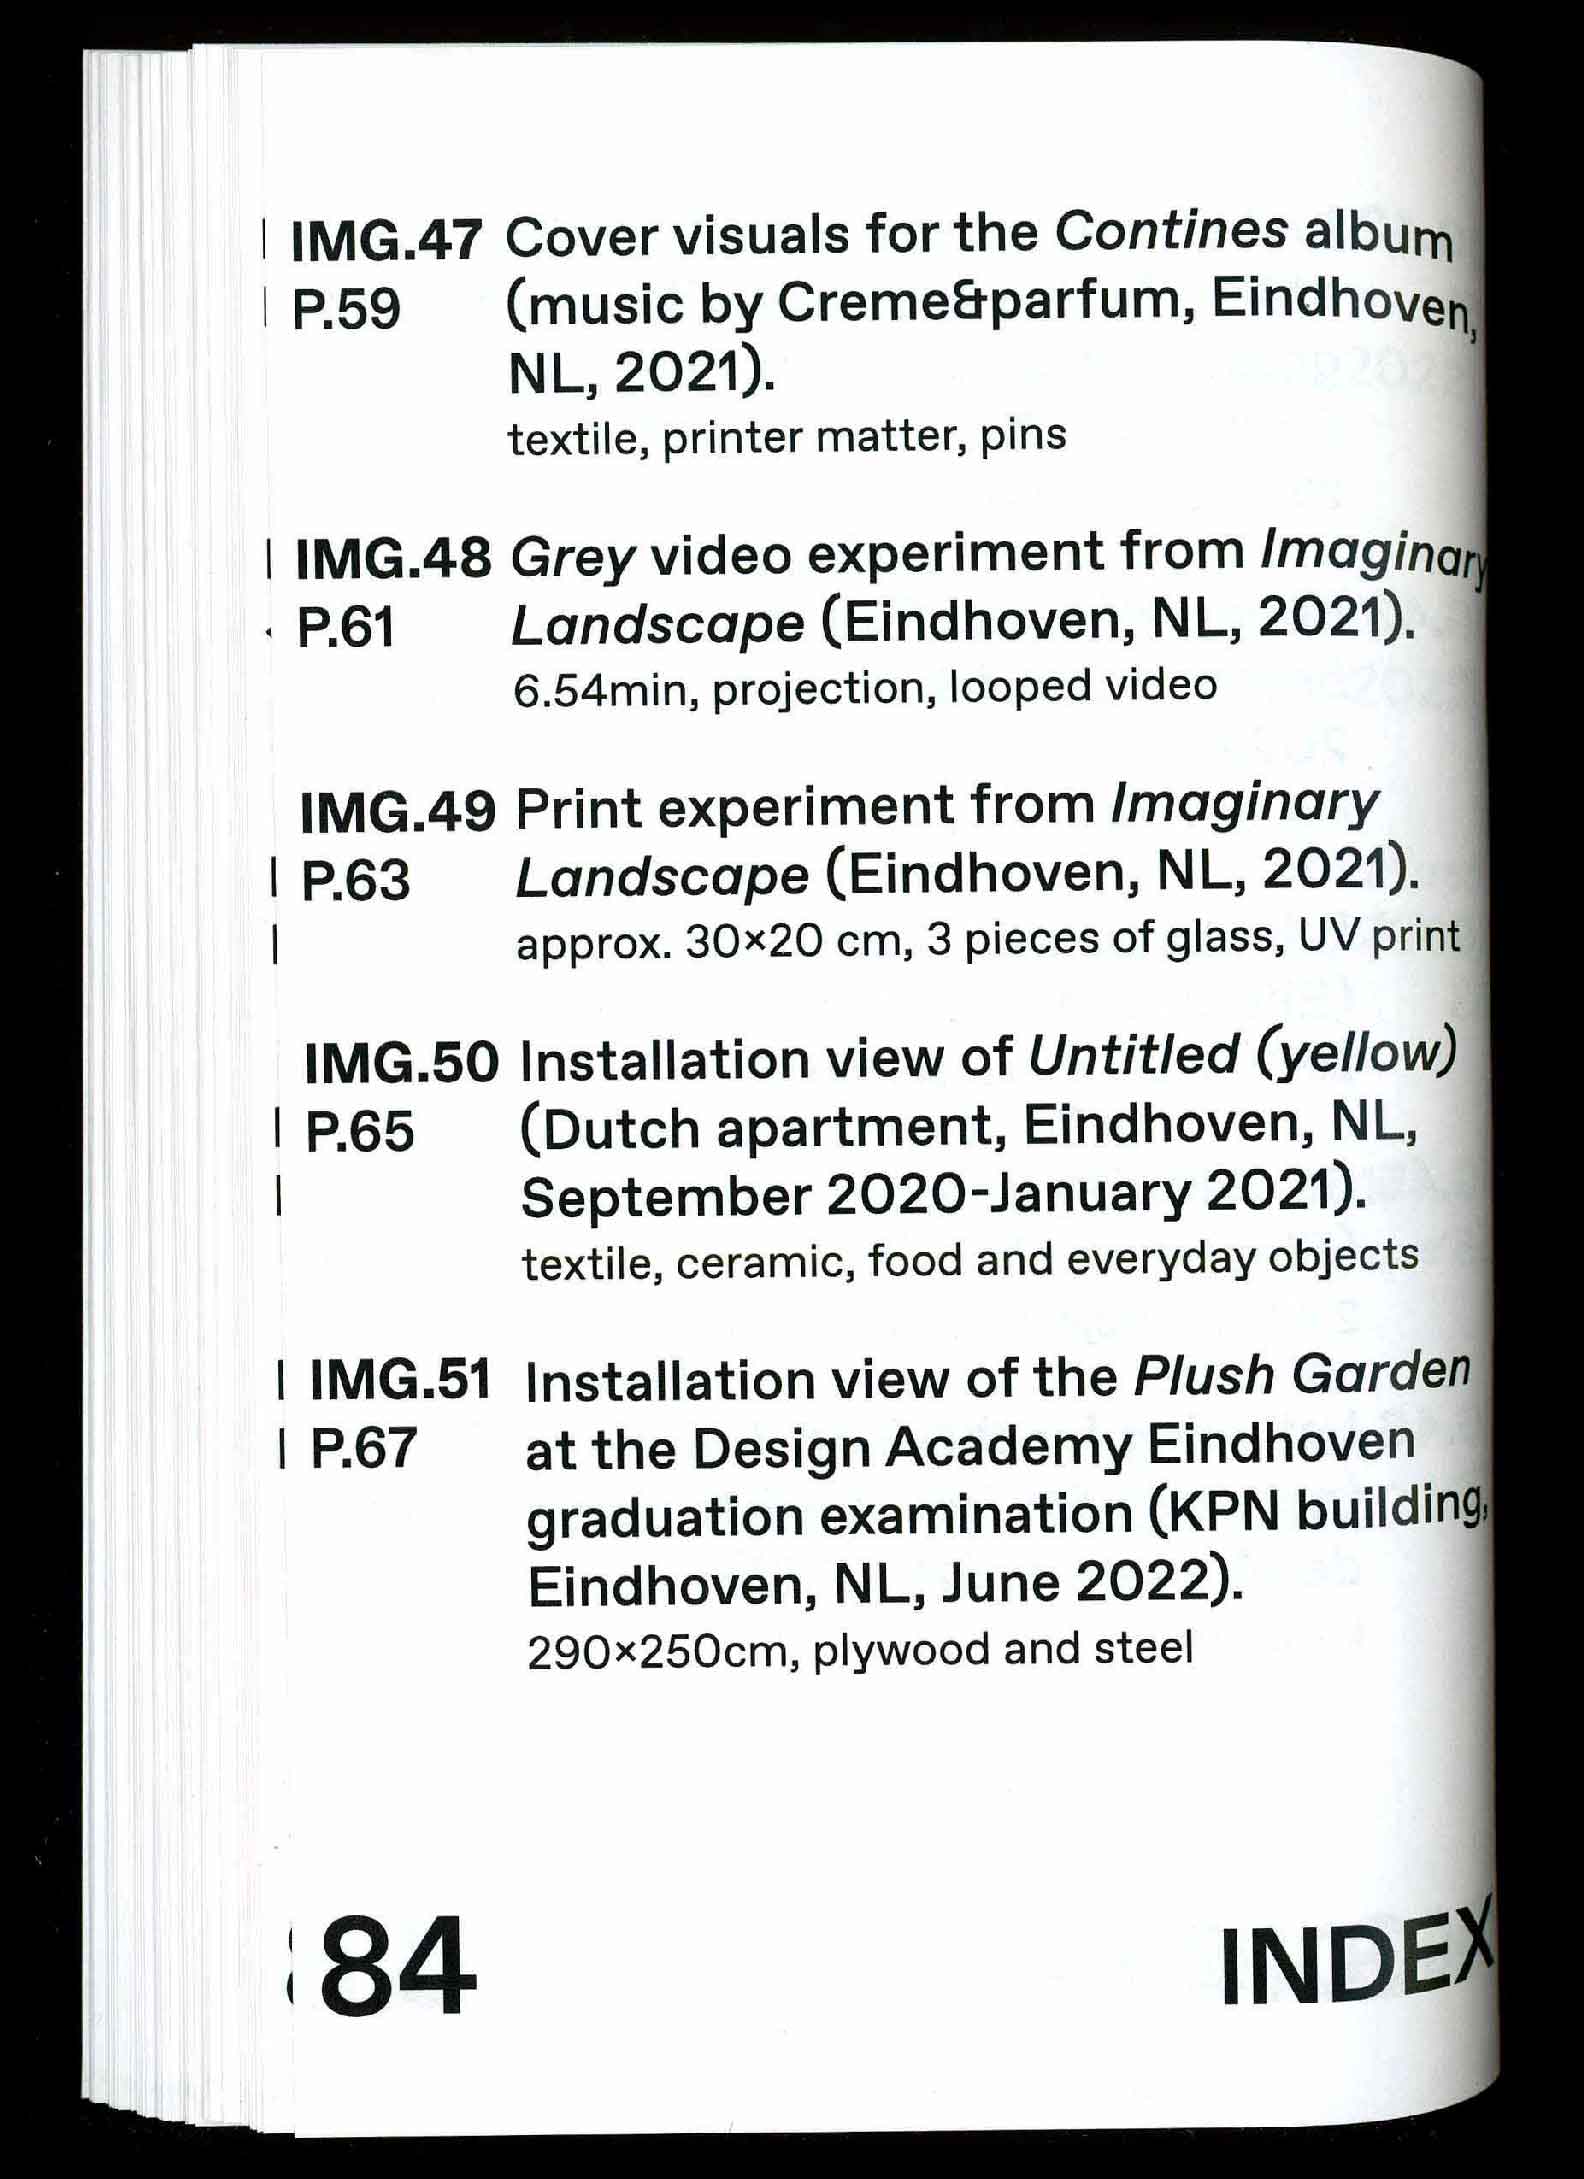 IMG.47 Cover visuals for the Contines album
P.59 (music by Creme&parfum, Eindhoven,
NL, 2021).
textile, printer matter, pins
IMG.48 Grey video experiment from Imaginary
P.61 Landscape (Eindhoven, NL, 2021).
6.54min, projection, looped video
IMG.49 Print experiment from Imaginary
P.63 Landscape (Eindhoven, NL, 2021).
approx. 30×20 cm, 3 pieces of glass, UV print
IMG.50 Installation view of Untitled (yellow)
P.65 (Dutch apartment, Eindhoven, NL,
September 2020-January 2021).
textile, ceramic, food and everyday objects
IMG.51 Installation view of the Plush Garden
P.67 at the Design Academy Eindhoven
graduation examination (KPN building,
Eindhoven, NL, June 2022).
290×250cm, plywood and steel
84 INDEX